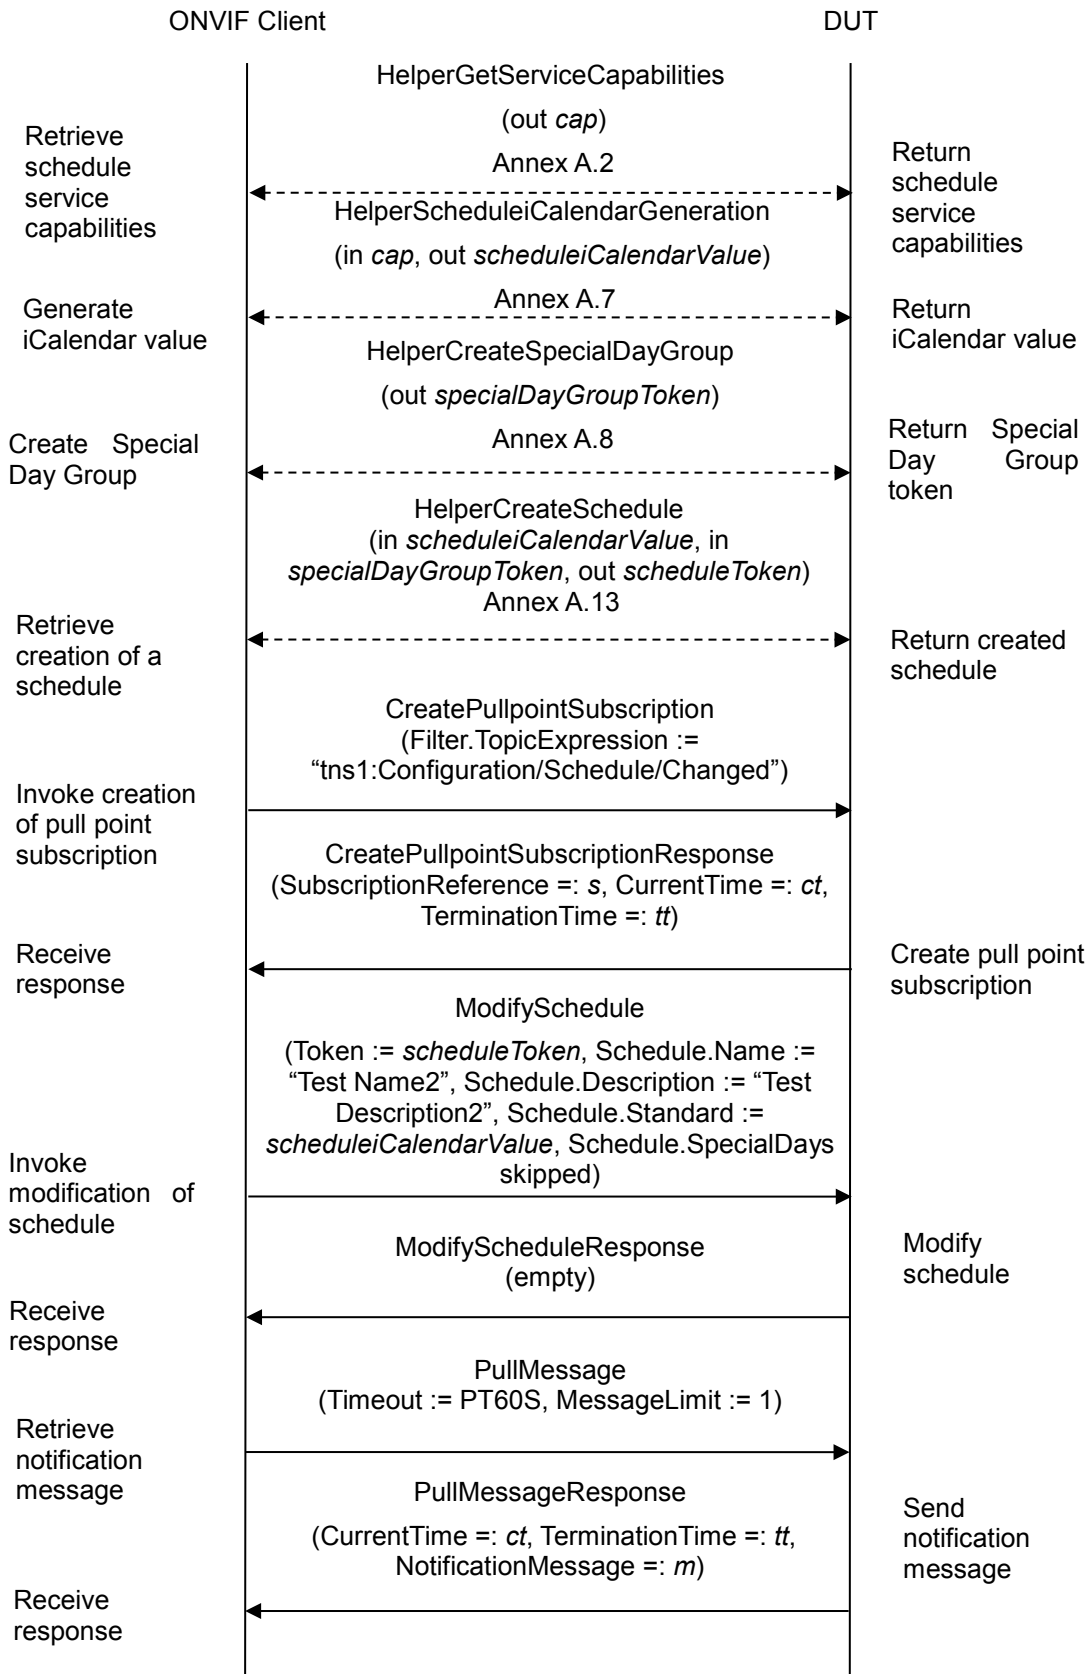 ONVIF Client
DUT
HelperGetServiceCapabilities
(out cap)
Annex A.2
Retrieve
schedule
service
capabilities
Return
schedule
service
capabilities
HelperScheduleiCalendarGeneration
(in cap, out scheduleiCalendarValue)
Annex A.7
Generate
iCalendar value
Return
iCalendar value
HelperCreateSpecialDayGroup
(out specialDayGroupToken)
Annex A.8
Create Special
Day Group
Return Special
Day Group
token
HelperCreateSchedule
(in scheduleiCalendarValue, in
specialDayGroupToken, out scheduleToken)
Annex A.13
Retrieve
creation of a
schedule
Return created
schedule
CreatePullpointSubscription
(Filter.TopicExpression :=
“tns1:Configuration/Schedule/Changed”)
Invoke creation
of pull point
subscription
CreatePullpointSubscriptionResponse
(SubscriptionReference =: s, CurrentTime =: ct,
TerminationTime =: tt)
Receive
response
Create pull point
subscription
ModifySchedule
(Token := scheduleToken, Schedule.Name :=
“Test Name2”, Schedule.Description := “Test
Description2”, Schedule.Standard :=
scheduleiCalendarValue, Schedule.SpecialDays
skipped)
Invoke
modification of
schedule
ModifyScheduleResponse
(empty)
Modify
schedule
Receive
response
PullMessage
(Timeout := PT60S, MessageLimit := 1)
Retrieve
notification
message
PullMessageResponse
(CurrentTime =: ct, TerminationTime =: tt,
NotificationMessage =: m)
Send
notification
message
Receive
response